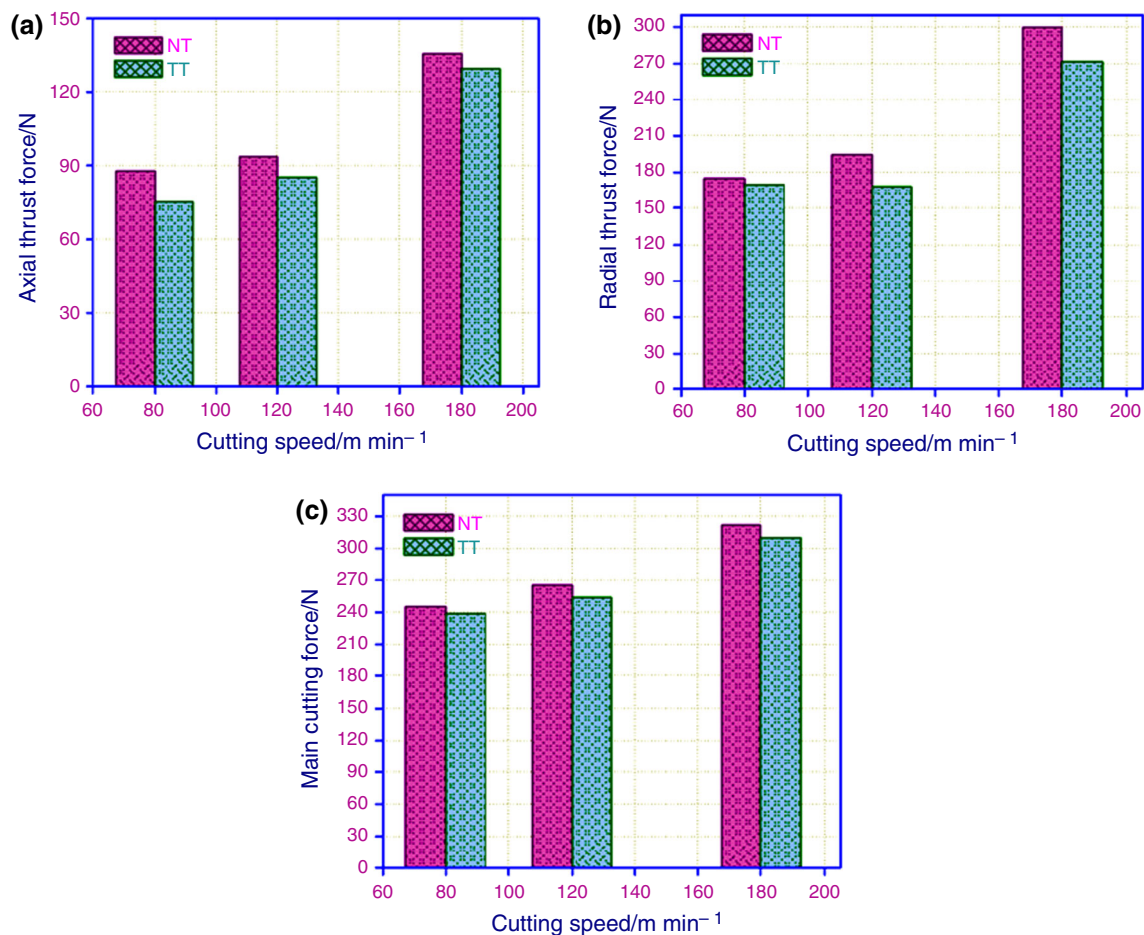 (a)
150
120
90
60
30
0
Axial thrust force/N
NT
TT
60 80 100 120 140 160 180 200
Cutting speed/m min– 1
(b)
300
270
240
210
180
150
120
90
60
30
0
Radial thrust force/N
NT
TT
60 80 100 120 140 160 180 200
Cutting speed/m min– 1
(c)
330
300
270
240
210
180
150
120
90
60
30
0
Main cutting force/N
NT
TT
60 80 100 120 140 160 180 200
Cutting speed/m min– 1